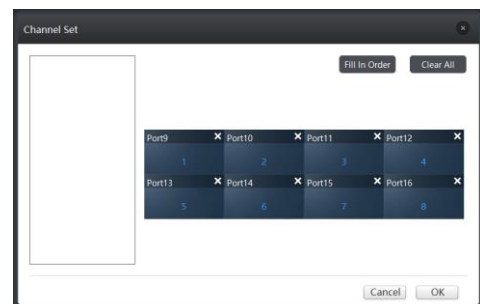 Channel Set
Fill In Order Clear All
Port9 Port10 Port11 Port12
1 2 3 4
Port13 Port14 Port15 Port16
5 6 7 8
Cancel OK